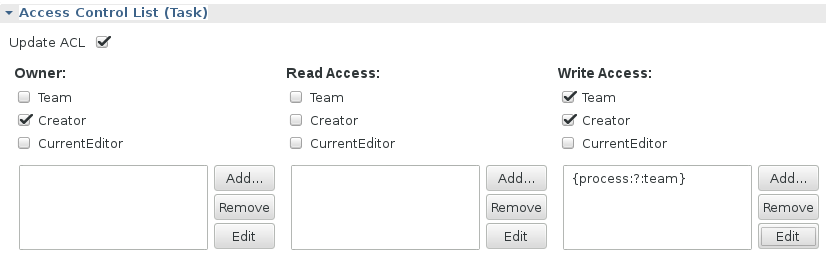 Access Control List (Task)
Update ACL
Owner: Read Access: Write Access:
Team Team Team
Creator Creator Creator
CurrentEditor CurrentEditor CurrentEditor
Add... Add... {process:?:team} Add...
Remove Remove Remove
Edit Edit Edit